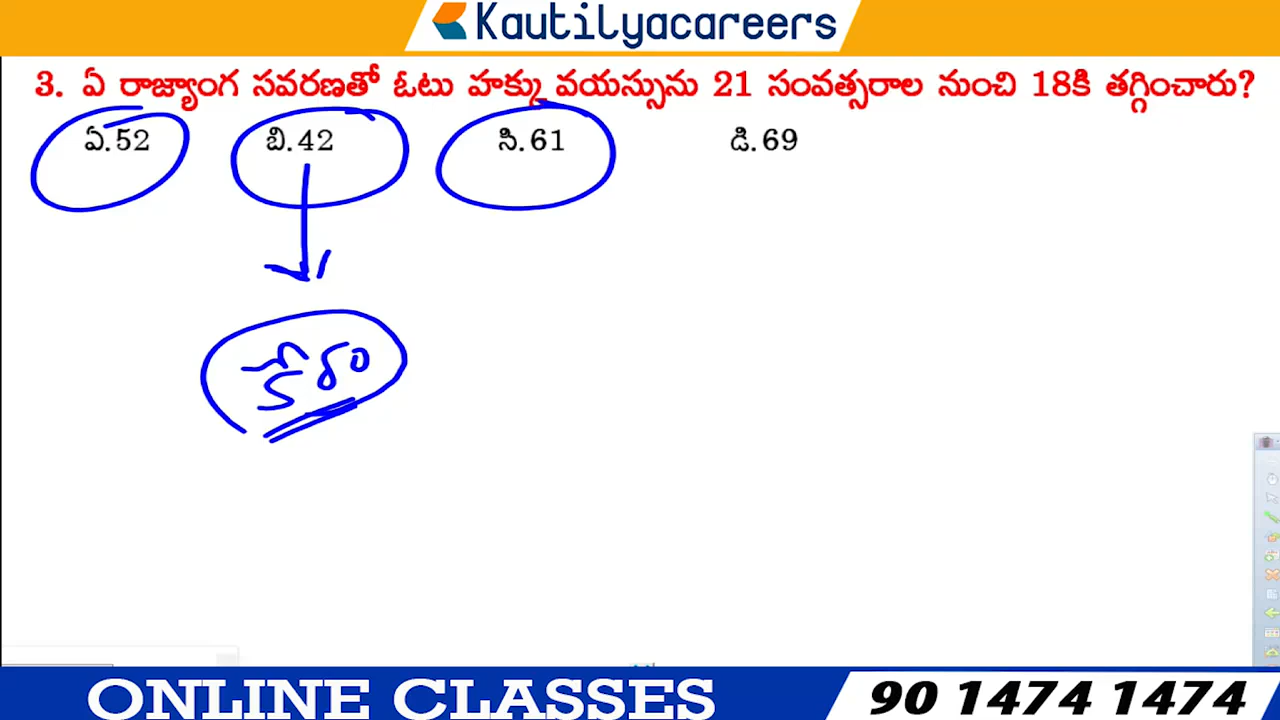 Kautilyacareers
3. ఏ రాజ్యాంగ సవరణతో ఓటు హక్కు వయస్సును 21 సంవత్సరాల నుంచి 18కి తగ్గించారు?
ఏ.52 బి.42 సి.61 డి.69
ONLINE CLASSES 90 1474 1474